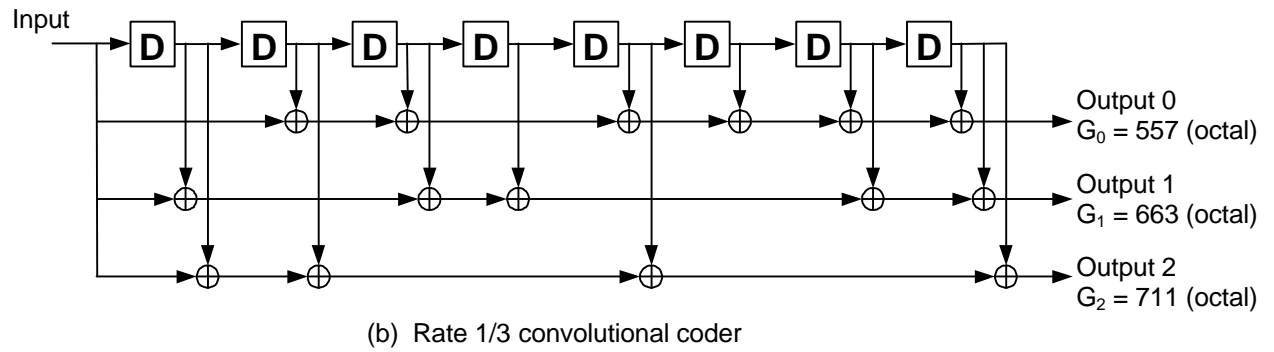 Input
D D D D D D D D
Output 0
G₀ = 557 (octal)
Output 1
G₁ = 663 (octal)
Output 2
G₂ = 711 (octal)
(b) Rate 1/3 convolutional coder